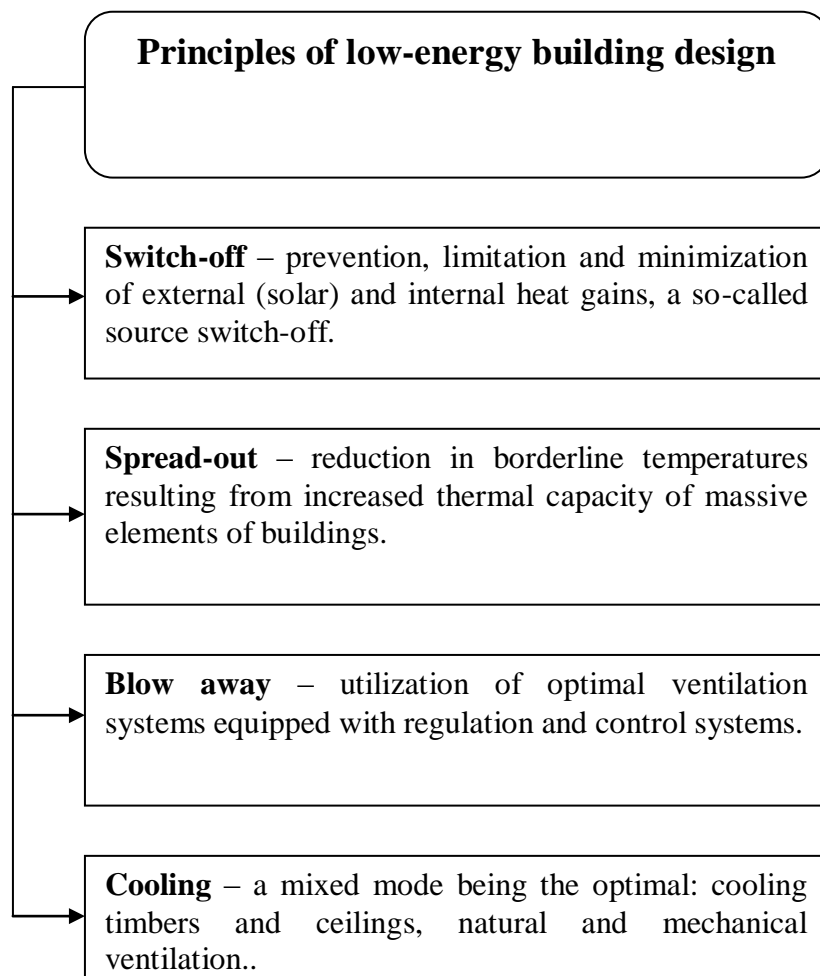 Principles of low-energy building design
Switch-off – prevention, limitation and minimization
of external (solar) and internal heat gains, a so-called
source switch-off.
Spread-out – reduction in borderline temperatures
resulting from increased thermal capacity of massive
elements of buildings.
Blow away – utilization of optimal ventilation
systems equipped with regulation and control systems.
Cooling – a mixed mode being the optimal: cooling
timbers and ceilings, natural and mechanical
ventilation..